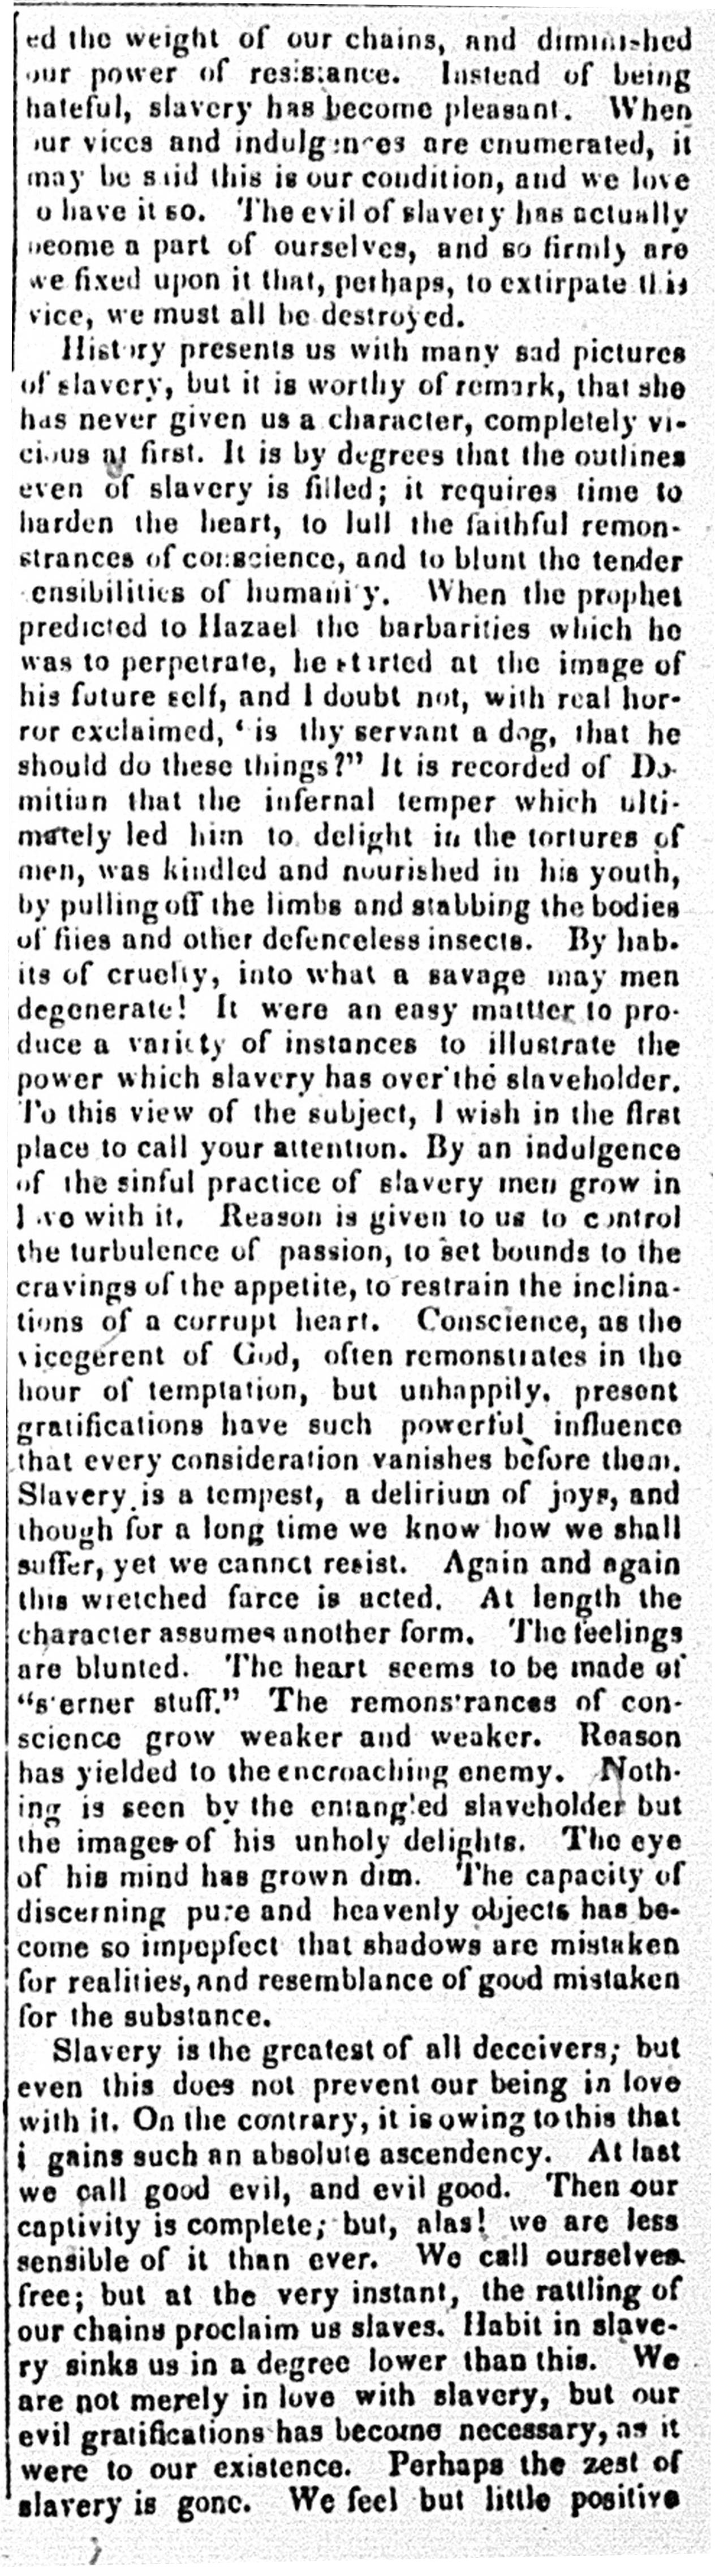 ed the weight of our chains, and diminished
our power of resistance. Instead of being
hateful, slavery has become pleasant. When
our vices and indulgences are enumerated, it
may be said this is our condition, and we love
o have it so. The evil of slavery has actually
beome a part of ourselves, and so firmly are
we fixed upon it that, perhaps, to extirpate this
vice, we must all be destroyed.
History presents us with many sad pictures
of slavery, but it is worthy of remark, that she
has never given us a character, completely vi-
cious at first. It is by degrees that the outlines
even of slavery is filled; it requires time to
harden the heart, to lull the faithful remon-
strances of conscience, and to blunt the tender
ensibilities of humanity. When the prophet
predicted to Hazael the barbarities which he
was to perpetrate, he started at the image of
his future self, and I doubt not, with real hor-
ror exclaimed, ' is thy servant a dog, that he
should do these things?" It is recorded of Do-
mitian that the infernal temper which ulti-
mately led him to delight in the tortures of
men, was kindled and nourished in his youth,
by pulling off the limbs and stabbing the bodies
of flies and other defenceless insects. By hab-
its of cruelty, into what a savage may men
degenerate! It were an easy mattter to pro-
duce a variety of instances to illustrate the
power which slavery has over the slaveholder.
To this view of the subject, I wish in the first
place to call your attention. By an indulgence
of the sinful practice of slavery men grow in
love with it. Reason is given to us to control
the turbulence of passion, to set bounds to the
cravings of the appetite, to restrain the inclina-
tions of a corrupt heart. Conscience, as the
vicegerent of God, often remonstrates in the
hour of temptation, but unhappily, present
gratifications have such powerful influence
that every consideration vanishes before them.
Slavery is a tempest, a delirium of joys, and
though for a long time we know how we shall
suffer, yet we cannot resist. Again and again
this wretched farce is acted. At length the
character assumes another form. The feelings
are blunted. The heart seems to be made of
"s erner stuff." The remonstrances of con-
science grow weaker and weaker. Reason
has yielded to the encroaching enemy. Noth-
ing is seen by the entangled slaveholder but
the images of his unholy delights. The eye
of his mind has grown dim. The capacity of
discerning pure and heavenly objects has be-
come so impepfect that shadows are mistaken
for realities, and resemblance of good mistaken
for the substance.
Slavery is the greatest of all deceivers; but
even this does not prevent our being in love
with it. On the contrary, it is owing to this that
i gains such an absolute ascendency. At last
we call good evil, and evil good. Then our
captivity is complete; but, alas! we are less
sensible of it than ever. We call ourselves
free; but at the very instant, the rattling of
our chains proclaim us slaves. Habit in slave-
ry sinks us in a degree lower than this. We
are not merely in love with slavery, but our
evil gratifications has become necessary, as it
were to our existence. Perhaps the zest of
slavery is gone. We feel but little positive